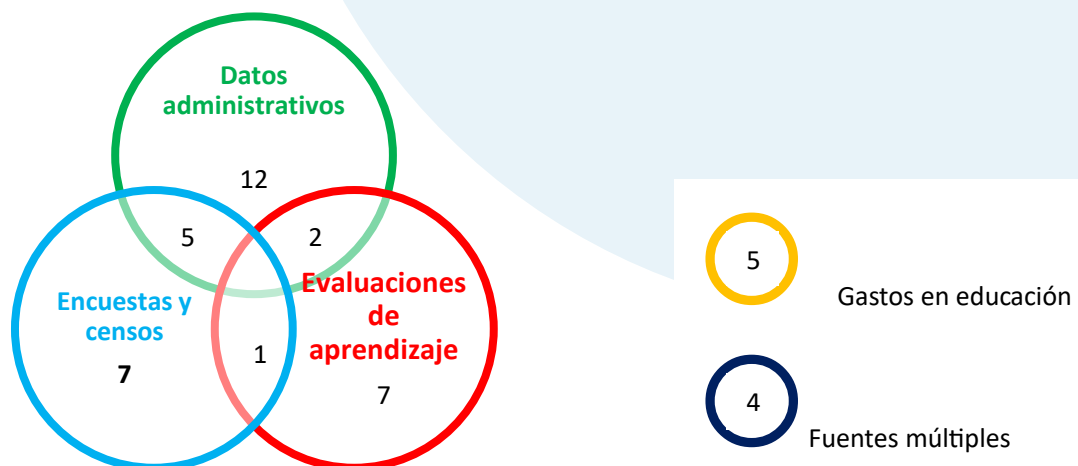 Datos
administrativos
12
5
2
Encuestas y
censos
7
1
Evaluaciones
de
aprendizaje
7
5
Gastos en educación
4
Fuentes múltiples